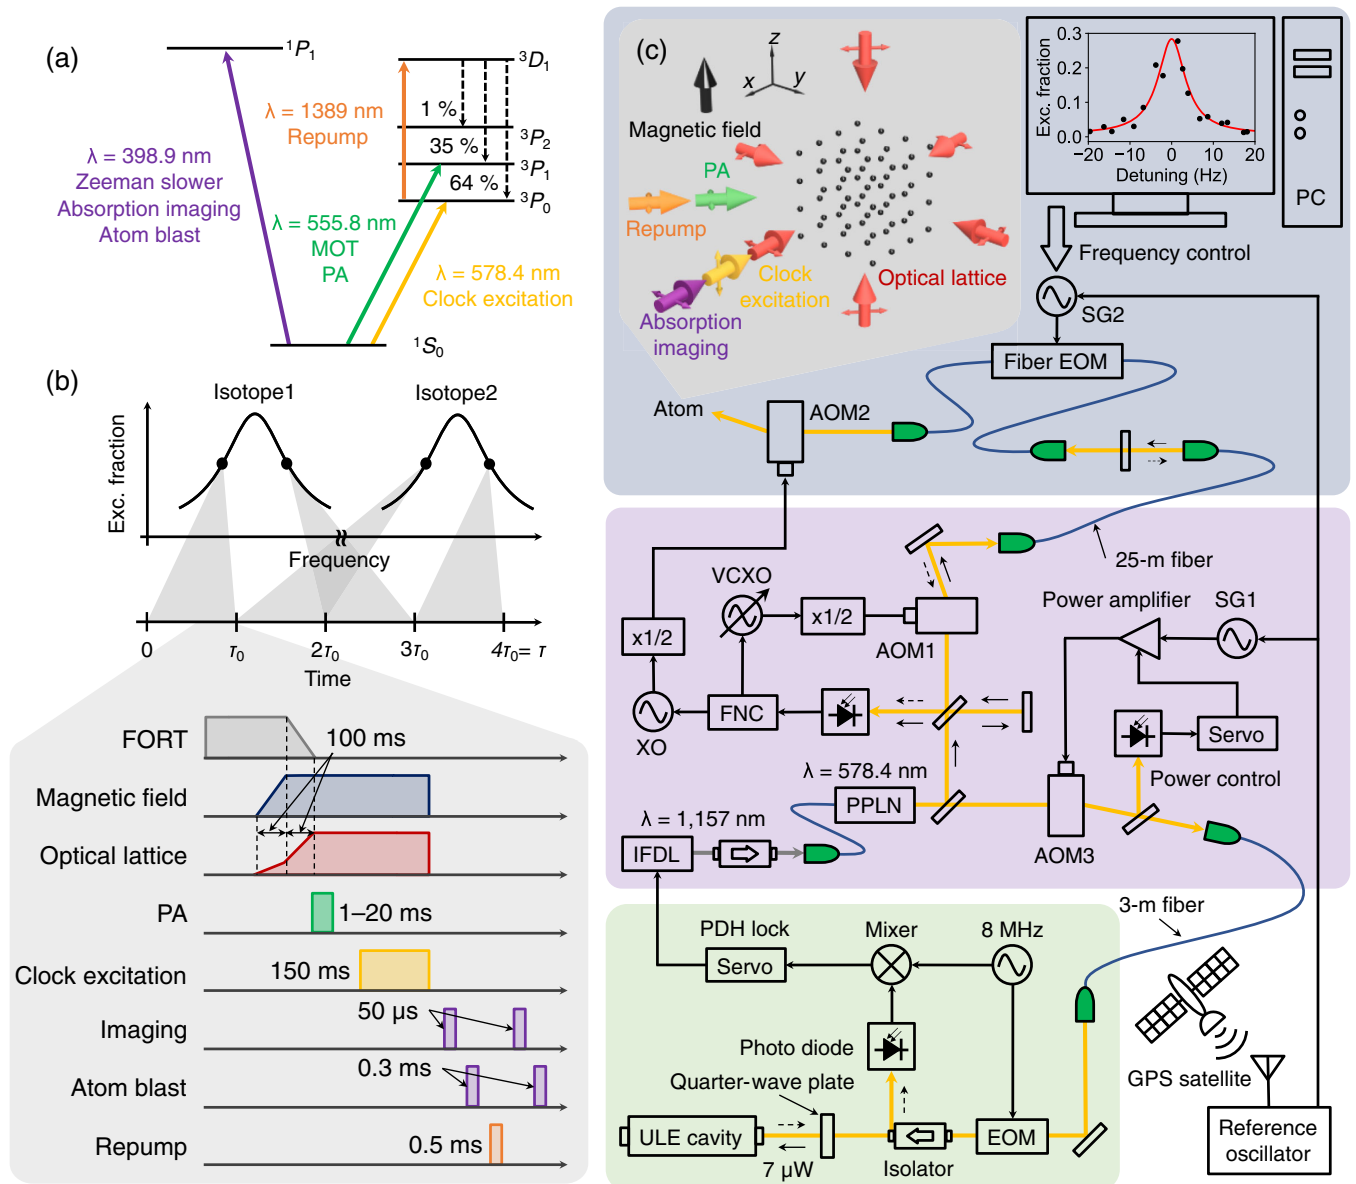 (a)
¹P₁
³D₁
λ = 1389 nm
Repump
1 %
³P₂
35 %
³P₁
64 %
³P₀
λ = 398.9 nm
Zeeman slower
Absorption imaging
Atom blast
λ = 555.8 nm
MOT
PA
λ = 578.4 nm
Clock excitation
¹S₀
(b)
Isotope1
Isotope2
Exc. fraction
Frequency
0
τ₀
2τ₀
3τ₀
4τ₀= τ
Time
FORT
100 ms
Magnetic field
Optical lattice
PA
1–20 ms
Clock excitation
150 ms
Imaging
50 μs
Atom blast
0.3 ms
Repump
0.5 ms
(c)
z
x
y
Magnetic field
PA
Repump
Clock
excitation
Optical lattice
Absorption
imaging
Exc. fraction
0.3
0.2
0.1
0.0
−20
−10
0
10
20
Detuning (Hz)
PC
Frequency control
SG2
Fiber EOM
Atom
AOM2
25-m fiber
VCXO
x1/2
x1/2
AOM1
Power amplifier
SG1
XO
FNC
Servo
Power control
λ = 578.4 nm
PPLN
λ = 1,157 nm
IFDL
AOM3
3-m fiber
PDH lock
Servo
Mixer
8 MHz
Photo diode
Quarter-wave plate
ULE cavity
7 μW
Isolator
EOM
GPS satellite
Reference
oscillator